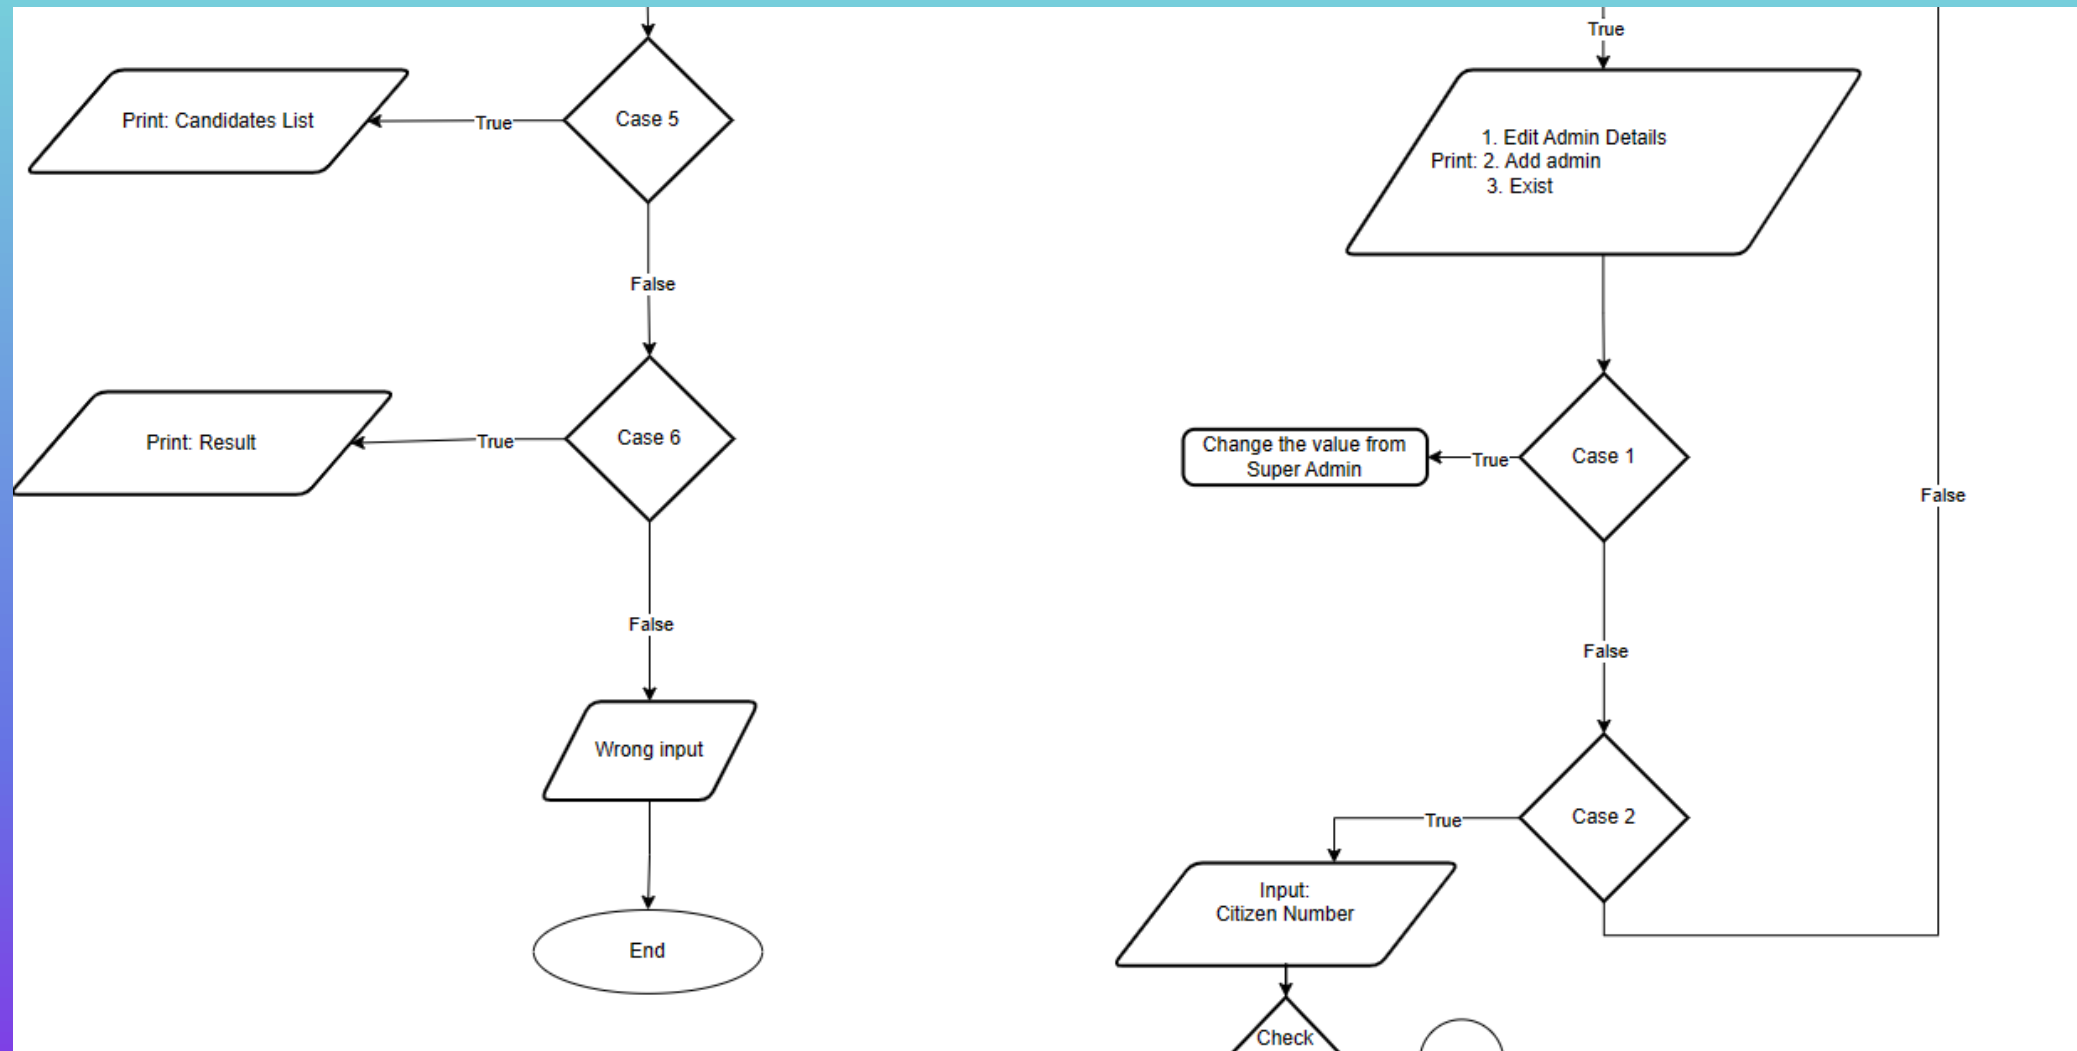 Case 5
True
Print: Candidates List
False
Case 6
True
Print: Result
False
Wrong input
End
True
1. Edit Admin Details
Print: 2. Add admin
3. Exist
Case 1
True
Change the value from
Super Admin
False
False
Case 2
True
Input:
Citizen Number
Check